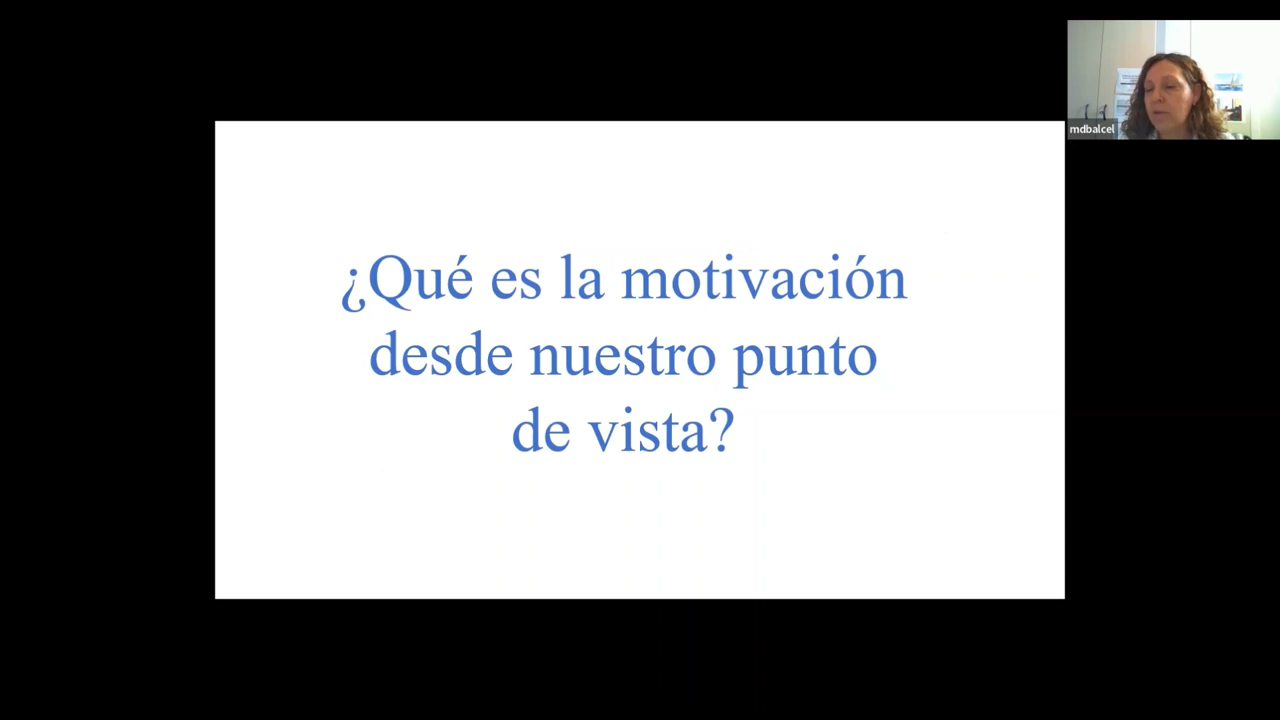 ¿Qué es la motivación
desde nuestro punto
de vista?
mdbalcel